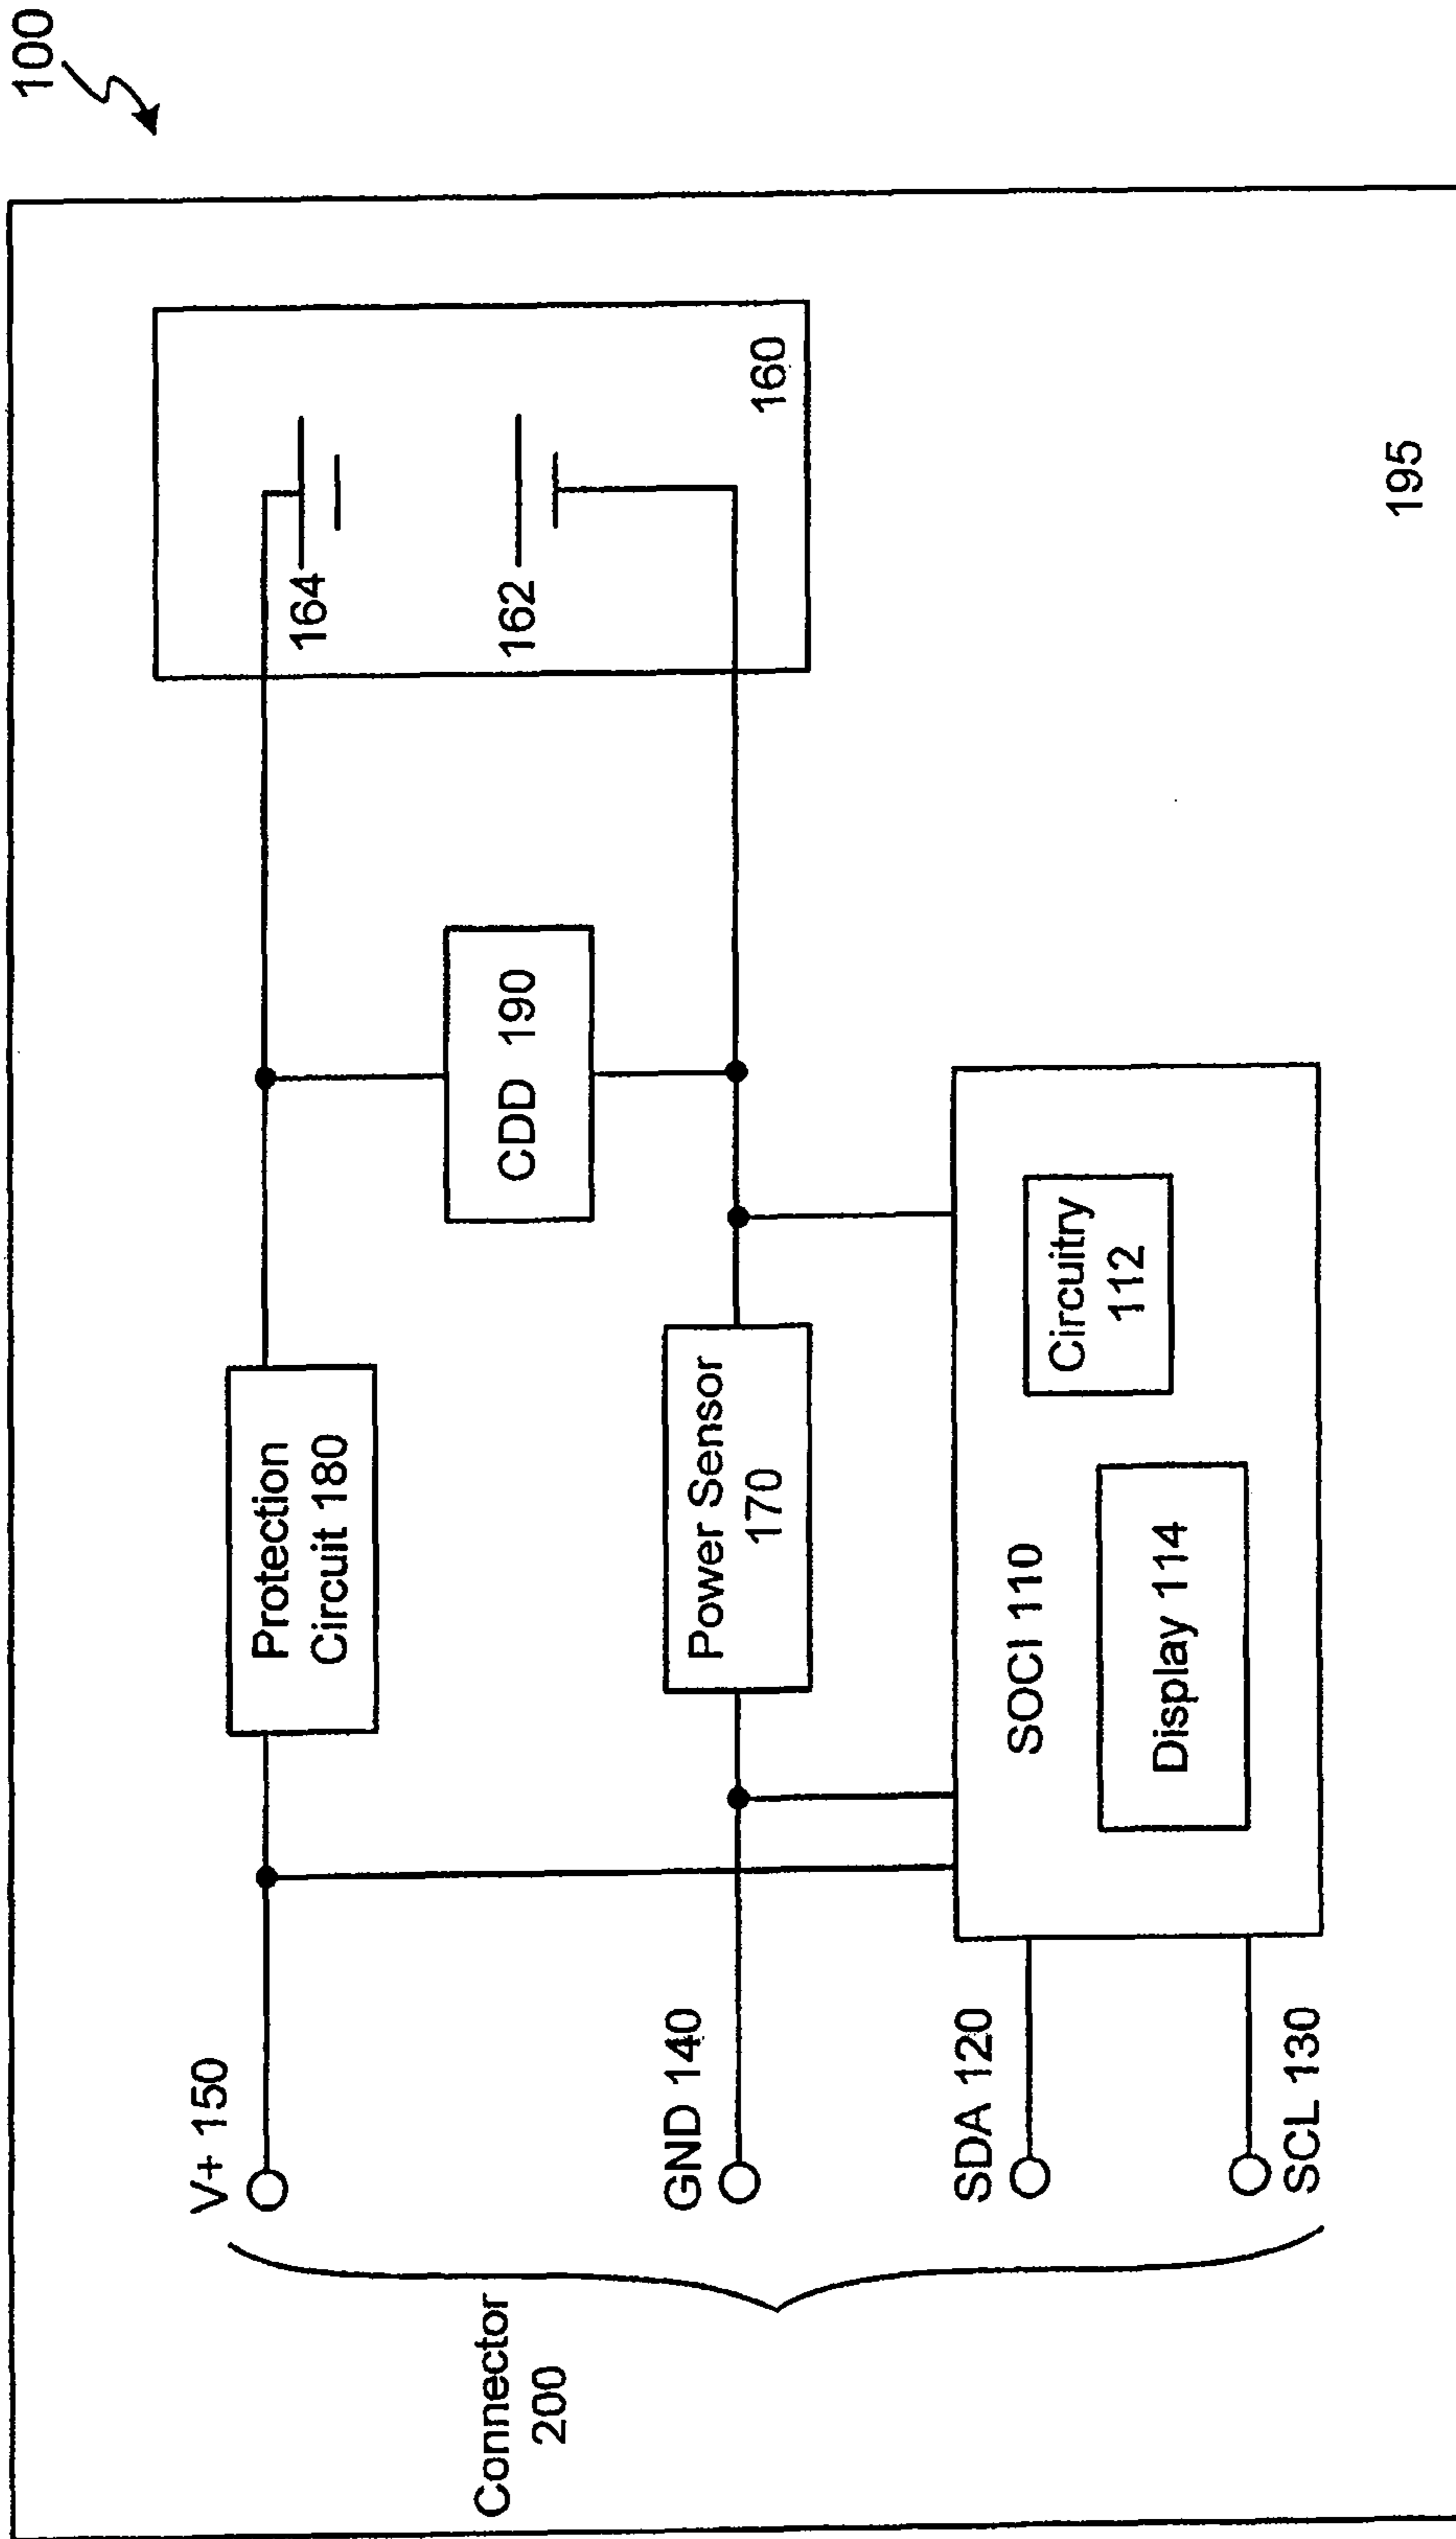 100
V+ 150
Protection
Circuit 180
164
162
160
CDD 190
Connector
200
GND 140
Power Sensor
170
SDA 120
SOCI 110
Circuitry
112
Display 114
SCL 130
195